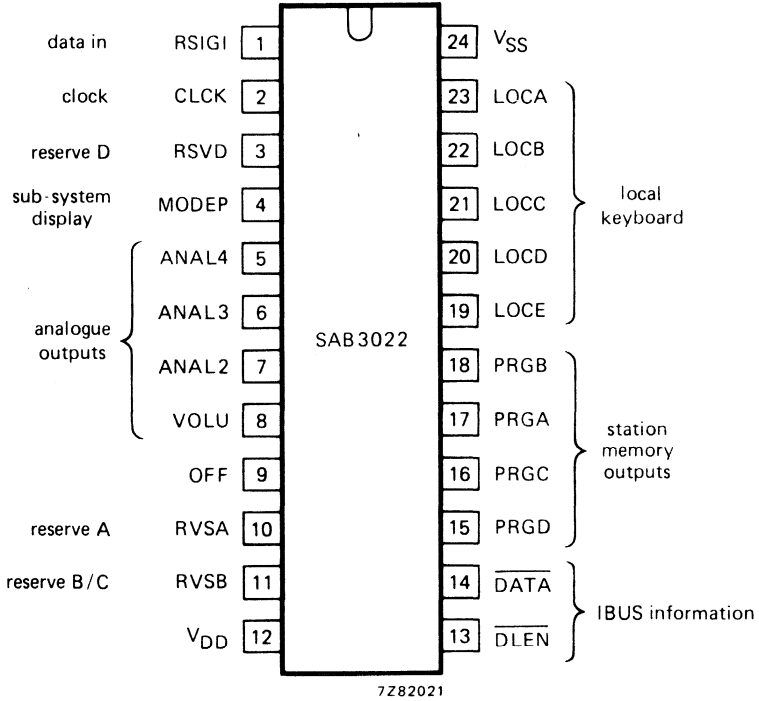 data in RSIGI 1 24 VSS
clock CLCK 2 23 LOCA
reserve D RSVD 3 22 LOCB
sub-system
display MODEP 4 21 LOCC
local
keyboard
ANAL4 5 20 LOCD
analogue
outputs
ANAL3 6 19 LOCE
SAB3022
ANAL2 7 18 PRGB
VOLU 8 17 PRGA
station
memory
outputs
OFF 9 16 PRGC
reserve A RVSA 10 15 PRGD
reserve B/C RVSB 11 14 DATA
IBUS information
VDD 12 13 DLEN
7Z82021